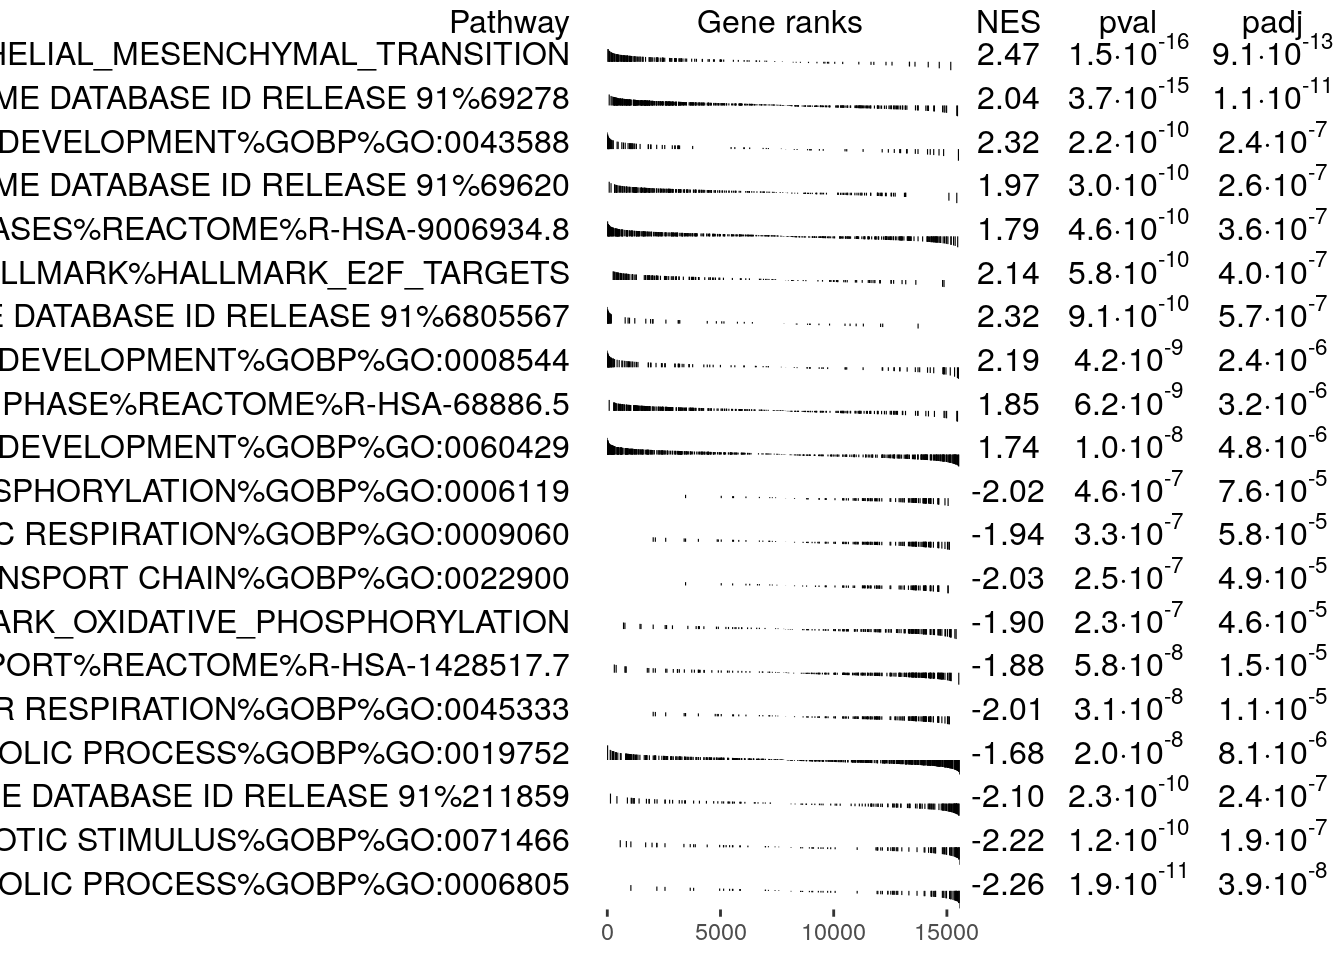 Pathway Gene ranks NES pval padj
HELIAL_MESENCHYMAL_TRANSITION 2.47 1.5·10^-16 9.1·10^-13
ME DATABASE ID RELEASE 91%69278 2.04 3.7·10^-15 1.1·10^-11
DEVELOPMENT%GOBP%GO:0043588 2.32 2.2·10^-10 2.4·10^-7
ME DATABASE ID RELEASE 91%69620 1.97 3.0·10^-10 2.6·10^-7
ASES%REACTOME%R-HSA-9006934.8 1.79 4.6·10^-10 3.6·10^-7
LLMARK%HALLMARK_E2F_TARGETS 2.14 5.8·10^-10 4.0·10^-7
E DATABASE ID RELEASE 91%6805567 2.32 9.1·10^-10 5.7·10^-7
DEVELOPMENT%GOBP%GO:0008544 2.19 4.2·10^-9 2.4·10^-6
PHASE%REACTOME%R-HSA-68886.5 1.85 6.2·10^-9 3.2·10^-6
DEVELOPMENT%GOBP%GO:0060429 1.74 1.0·10^-8 4.8·10^-6
SPHORYLATION%GOBP%GO:0006119 -2.02 4.6·10^-7 7.6·10^-5
C RESPIRATION%GOBP%GO:0009060 -1.94 3.3·10^-7 5.8·10^-5
NSPORT CHAIN%GOBP%GO:0022900 -2.03 2.5·10^-7 4.9·10^-5
ARK_OXIDATIVE_PHOSPHORYLATION -1.90 2.3·10^-7 4.6·10^-5
PORT%REACTOME%R-HSA-1428517.7 -1.88 5.8·10^-8 1.5·10^-5
R RESPIRATION%GOBP%GO:0045333 -2.01 3.1·10^-8 1.1·10^-5
OLIC PROCESS%GOBP%GO:0019752 -1.68 2.0·10^-8 8.1·10^-6
E DATABASE ID RELEASE 91%211859 -2.10 2.3·10^-10 2.4·10^-7
OTIC STIMULUS%GOBP%GO:0071466 -2.22 1.2·10^-10 1.9·10^-7
OLIC PROCESS%GOBP%GO:0006805 -2.26 1.9·10^-11 3.9·10^-8
0 5000 10000 15000